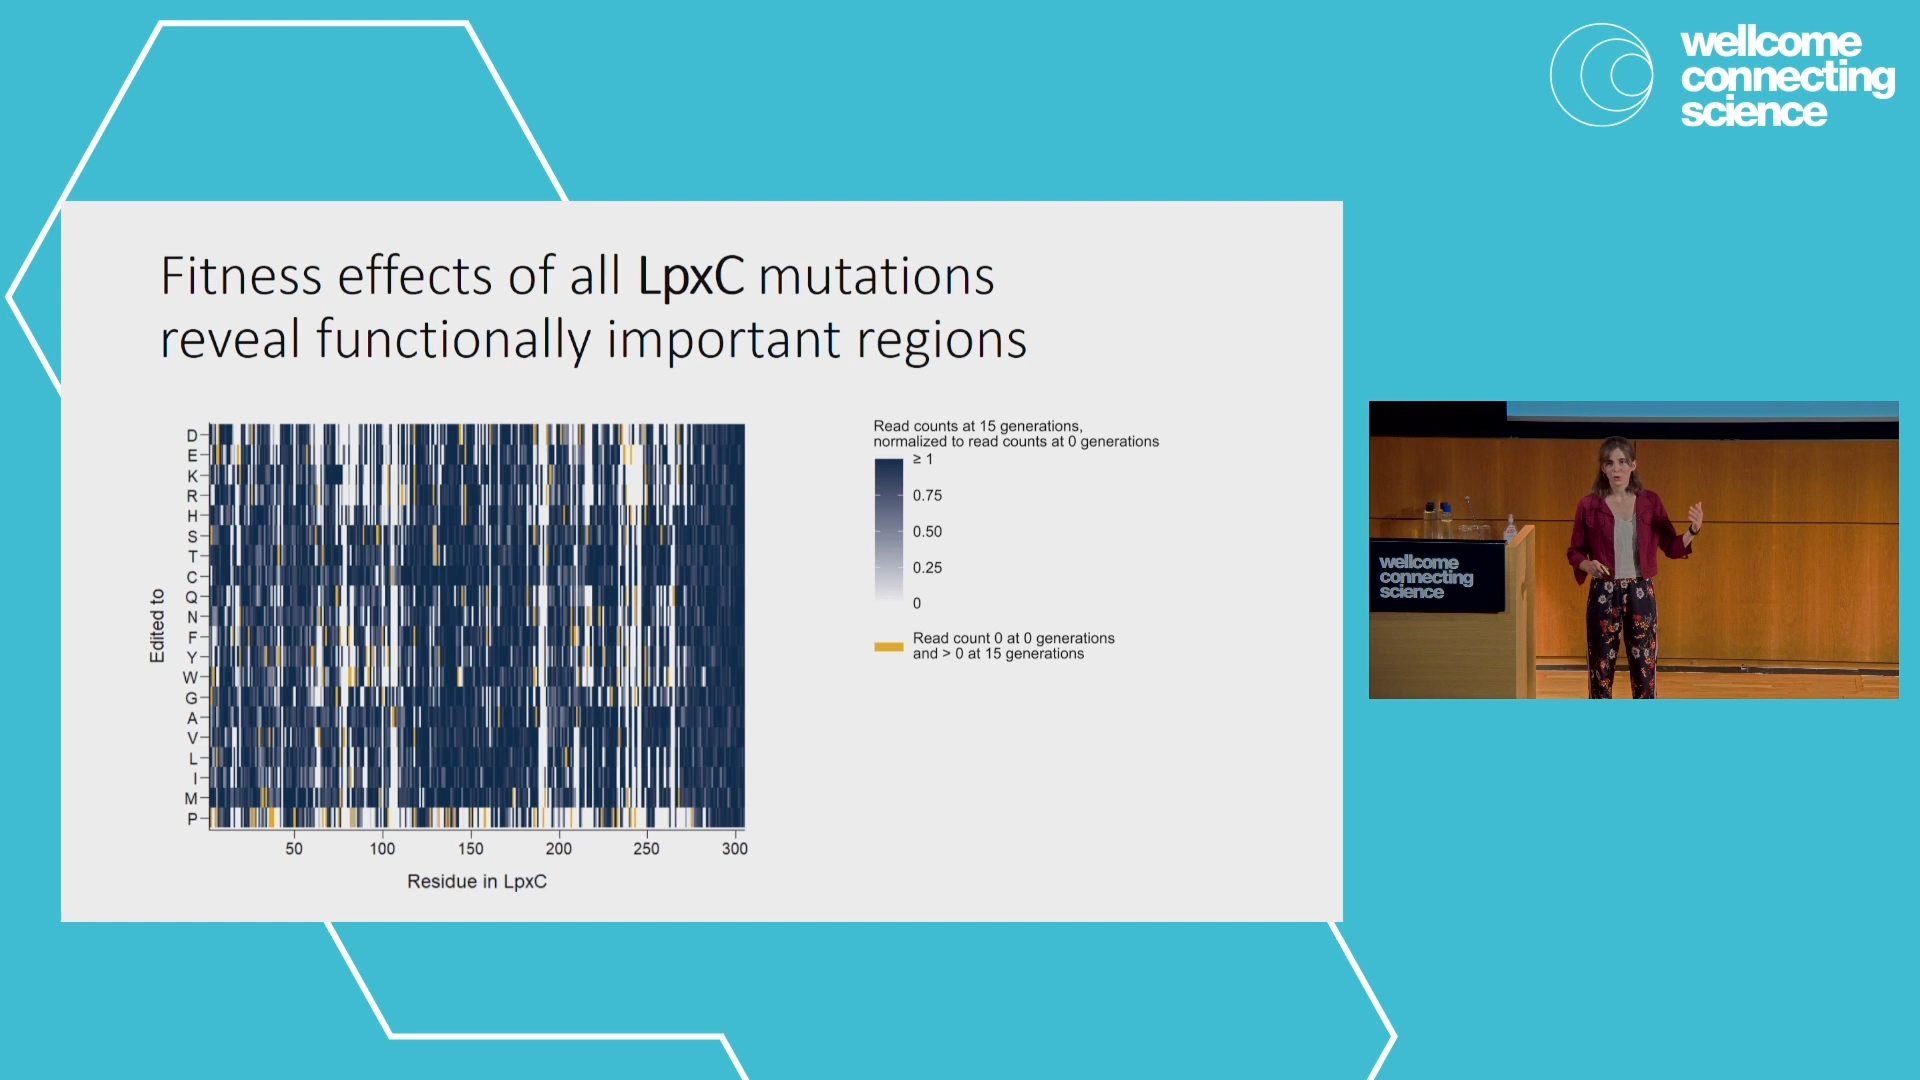 wellcome
connecting
science
Fitness effects of all LpxC mutations
reveal functionally important regions
Edited to
D
E
K
R
H
S
T
C
Q
N
F
Y
W
G
A
V
L
I
M
P
50 100 150 200 250 300
Residue in LpxC
Read counts at 15 generations,
normalized to read counts at 0 generations
≥ 1
0.75
0.50
0.25
0
Read count 0 at 0 generations
and > 0 at 15 generations
wellcome
connecting
science